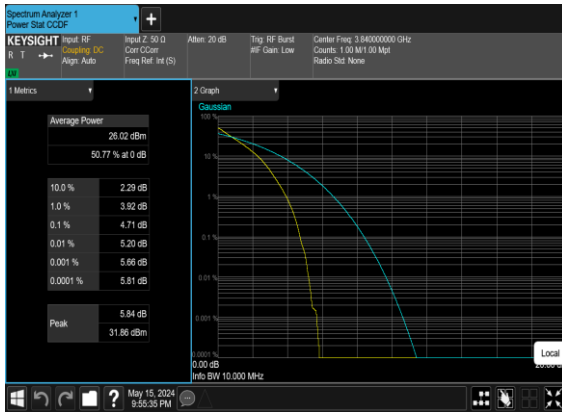 Spectrum Analyzer 1
Power Stat CCDF
KEYSIGHT
R T
LXI
Input: RF
Coupling: DC
Align: Auto
Input Z: 50 Ω
Corr CCorr
Freq Ref: Int (S)
Atten: 20 dB
Trig: RF Burst
#IF Gain: Low
Center Freq: 3.840000000 GHz
Counts: 1.00 M/1.00 Mpt
Radio Std: None
1 Metrics
Average Power
26.02 dBm
50.77 % at 0 dB
10.0 % 2.29 dB
1.0 % 3.92 dB
0.1 % 4.71 dB
0.01 % 5.20 dB
0.001 % 5.66 dB
0.0001 % 5.81 dB
Peak
5.84 dB
31.86 dBm
2 Graph
Gaussian
100 %
10 %
1 %
0.1 %
0.01 %
0.001 %
0.0001 %
0.00 dB
Info BW 10.000 MHz
Local
May 15, 2024
9:55:35 PM